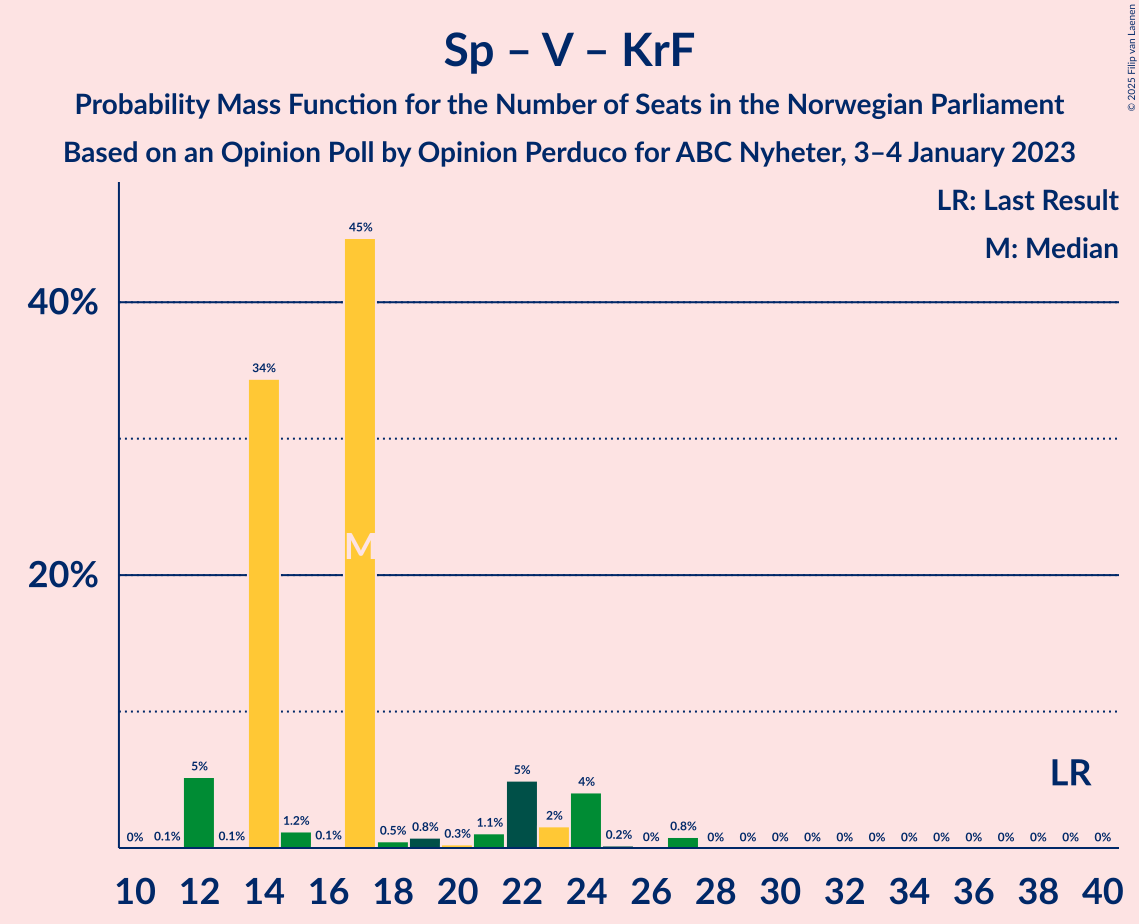 Sp – V – KrF
Probability Mass Function for the Number of Seats in the Norwegian Parliament
Based on an Opinion Poll by Opinion Perduco for ABC Nyheter, 3–4 January 2023
© 2025 Filip van Laenen
LR: Last Result
M: Median
40%
20%
0% 0.1% 5% 0.1% 34% 1.2% 0.1% 45% 0.5% 0.8% 0.3% 1.1% 5% 2% 4% 0.2% 0% 0.8% 0% 0% 0% 0% 0% 0% 0% 0% 0% 0% 0% 0% 0%
M
LR
10 12 14 16 18 20 22 24 26 28 30 32 34 36 38 40